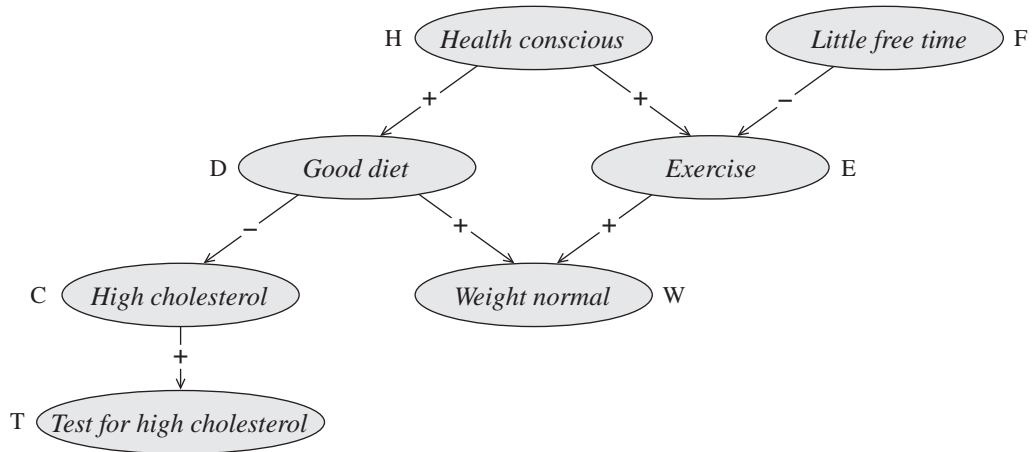 H Health conscious Little free time F
+ + −
D Good diet Exercise E
− + +
C High cholesterol Weight normal W
+
T Test for high cholesterol